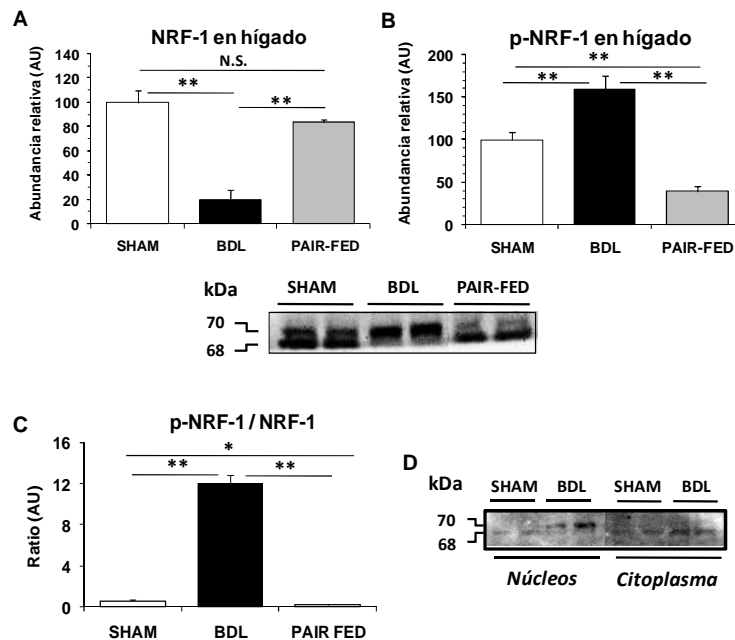 A
NRF-1 en hígado
Abundancia relativa (AU)
N.S.
**
**
120
100
80
60
40
20
0
SHAM BDL PAIR-FED
B
p-NRF-1 en hígado
Abundancia relativa (AU)
**
** **
200
150
100
50
0
SHAM BDL PAIR-FED
kDa SHAM BDL PAIR-FED
70
68
C
p-NRF-1 / NRF-1
Ratio (AU)
*
** **
16
12
8
4
0
SHAM BDL PAIR FED
D
kDa SHAM BDL SHAM BDL
70
68
Núcleos Citoplasma